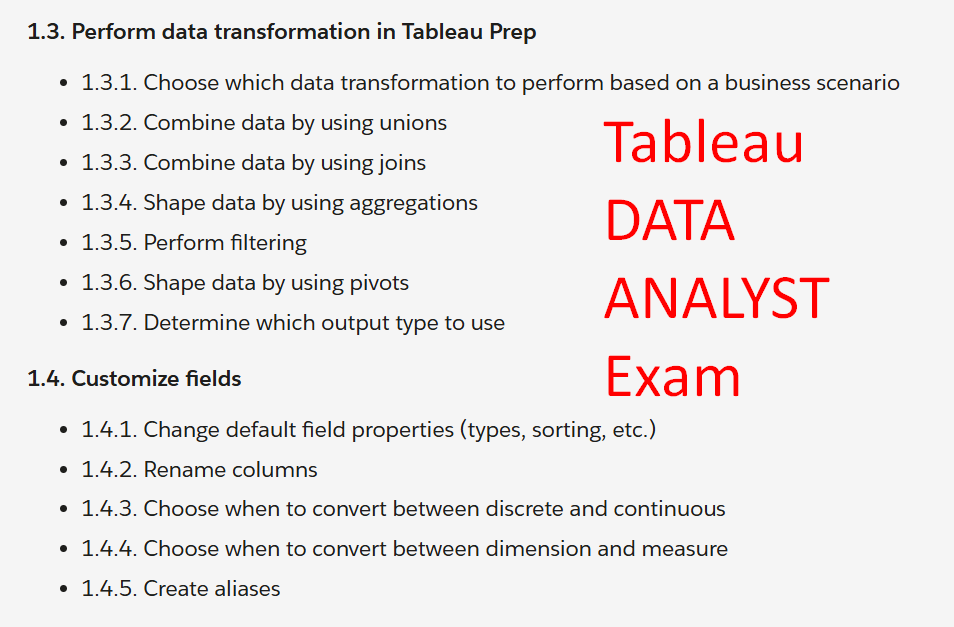 1.3. Perform data transformation in Tableau Prep
• 1.3.1. Choose which data transformation to perform based on a business scenario
• 1.3.2. Combine data by using unions
• 1.3.3. Combine data by using joins
• 1.3.4. Shape data by using aggregations
• 1.3.5. Perform filtering
• 1.3.6. Shape data by using pivots
• 1.3.7. Determine which output type to use
Tableau
DATA
ANALYST
Exam
1.4. Customize fields
• 1.4.1. Change default field properties (types, sorting, etc.)
• 1.4.2. Rename columns
• 1.4.3. Choose when to convert between discrete and continuous
• 1.4.4. Choose when to convert between dimension and measure
• 1.4.5. Create aliases